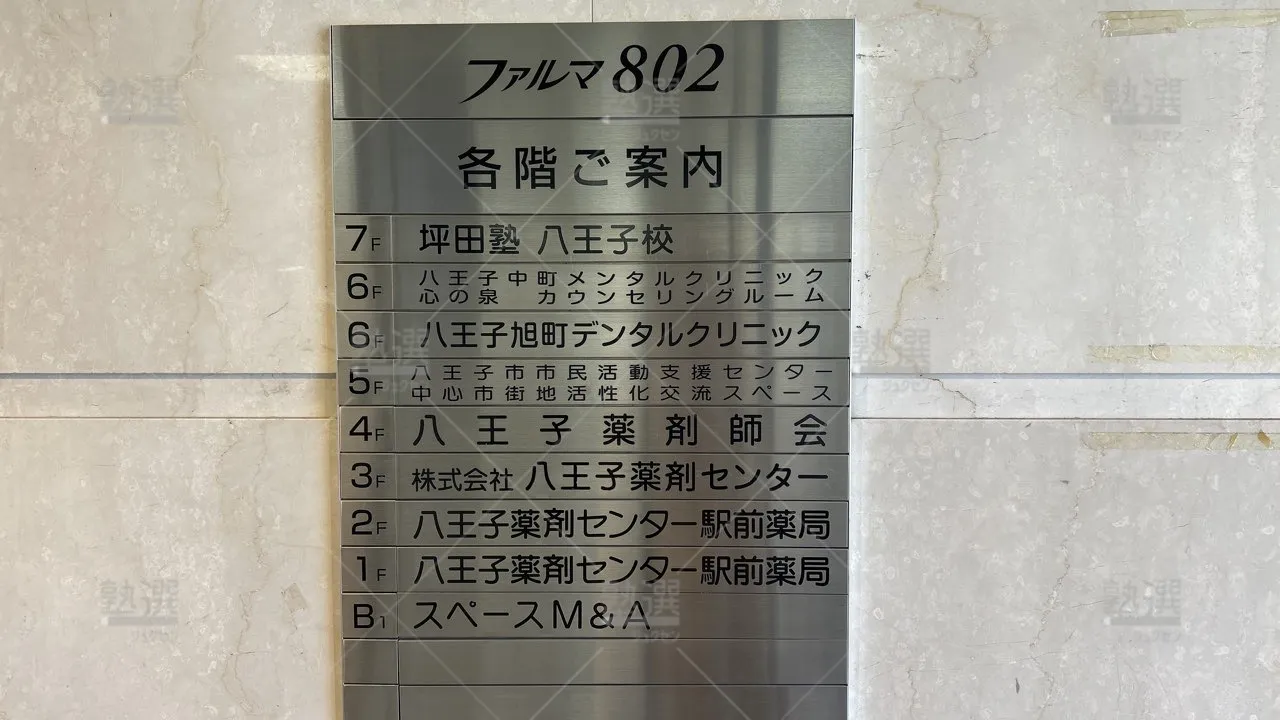 ファルマ802
各階ご案内
7F 坪田塾 八王子校
6F 八王子中町メンタルクリニック
心の泉 カウンセリングルーム
6F 八王子旭町デンタルクリニック
5F 八王子市市民活動支援センター
中心市街地活性化交流スペース
4F 八王子薬剤師会
3F 株式会社 八王子薬剤センター
2F 八王子薬剤センター駅前薬局
1F 八王子薬剤センター駅前薬局
B1 スペースM&A
塾選
ジュクセン